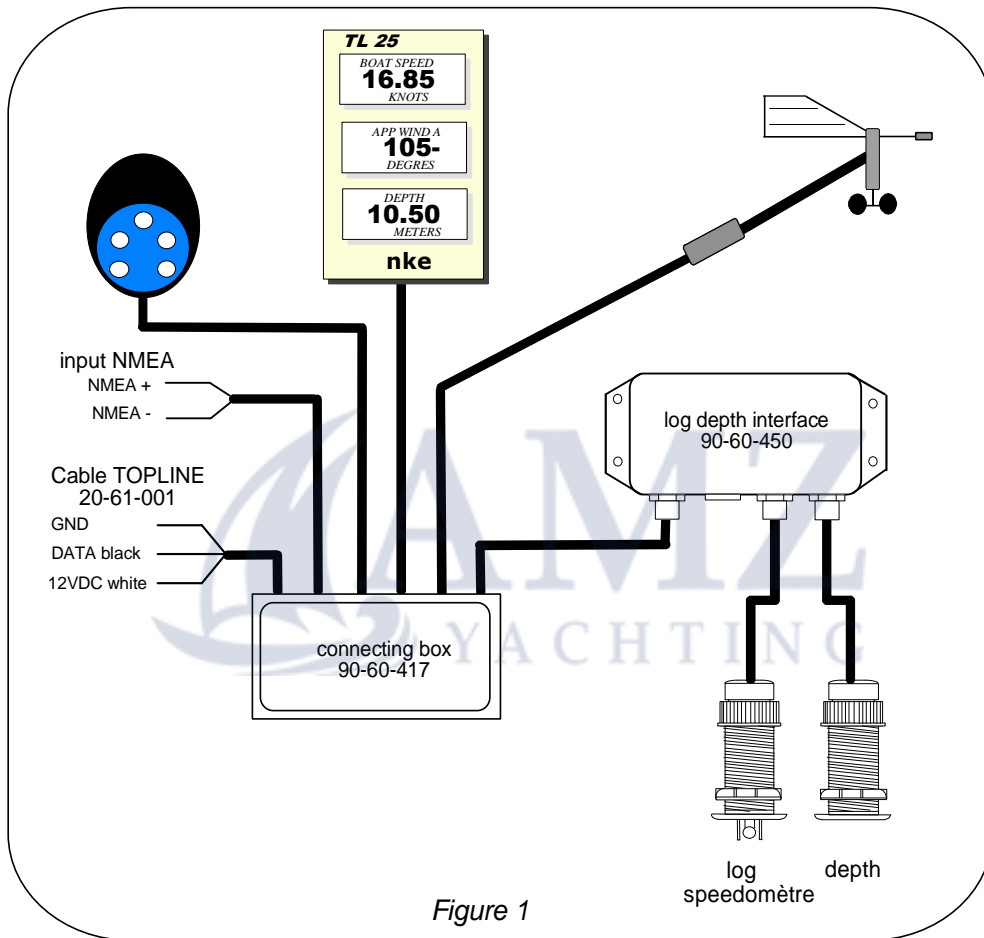 TL 25
BOAT SPEED
16.85
KNOTS
APP WIND A
105-
DEGRES
DEPTH
10.50
METERS
nke
input NMEA
NMEA +
NMEA -
Cable TOPLINE
20-61-001
GND
DATA black
12VDC white
log depth interface
90-60-450
connecting box
90-60-417
AMZ
YACHTING
log
speedomètre
depth
Figure 1